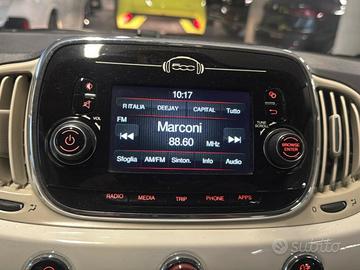 500
10:17
R ITALIA DEEJAY CAPITAL Tutto
FM
Marconi
88.60 MHz
VOL
TUNE
SCROLL
BROWSE
ENTER
Sfoglia AM/FM Sinton. Info Audio
RADIO MEDIA TRIP PHONE APPS
subito